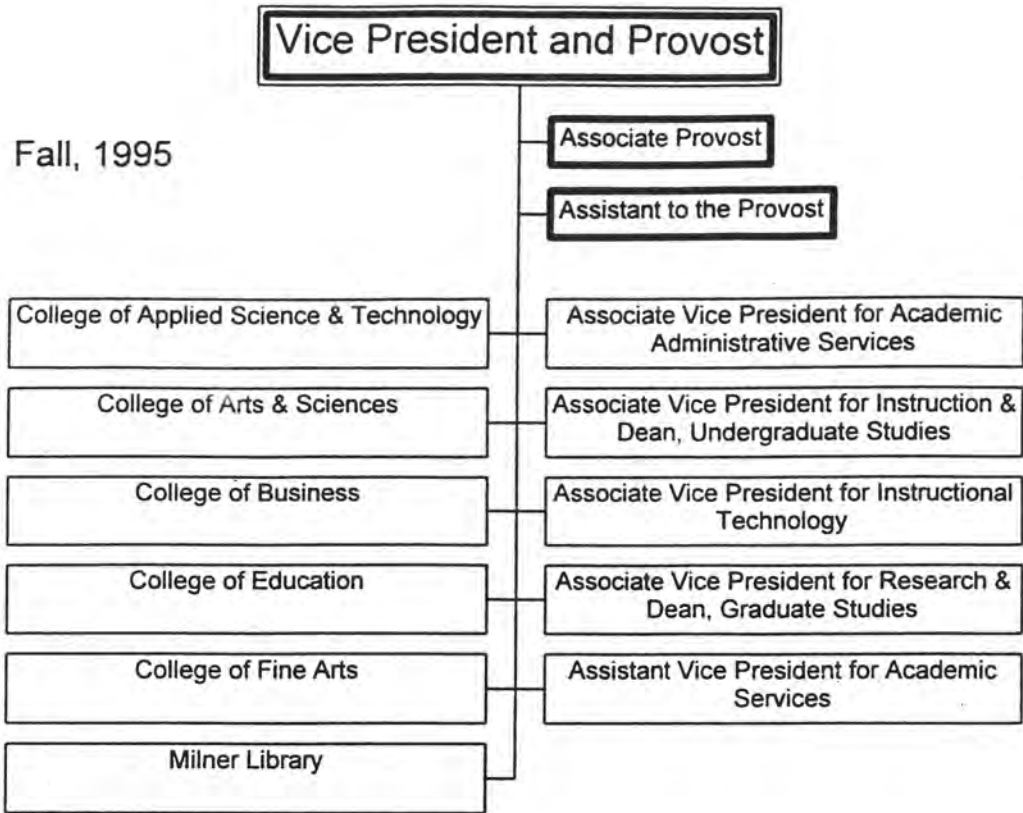 Vice President and Provost
Fall, 1995
Associate Provost
Assistant to the Provost
College of Applied Science & Technology
Associate Vice President for Academic
Administrative Services
College of Arts & Sciences
Associate Vice President for Instruction &
Dean, Undergraduate Studies
College of Business
Associate Vice President for Instructional
Technology
College of Education
Associate Vice President for Research &
Dean, Graduate Studies
College of Fine Arts
Assistant Vice President for Academic
Services
Milner Library